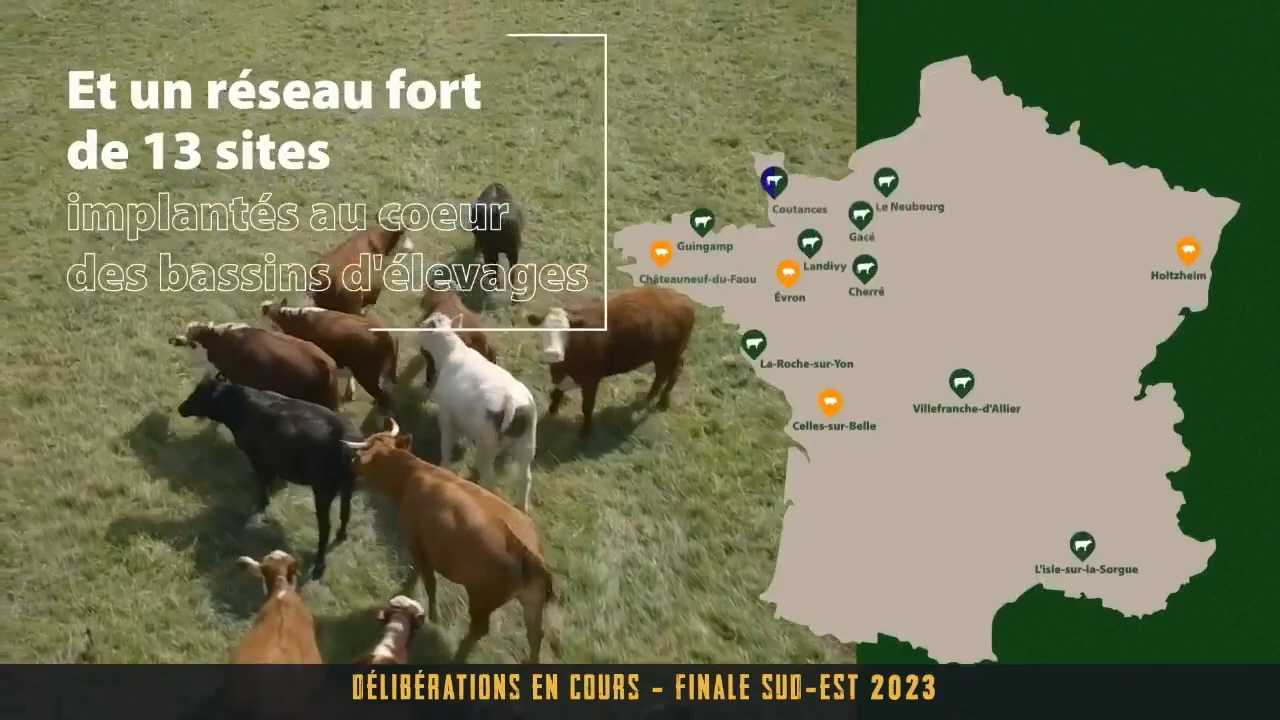 Et un réseau fort
de 13 sites
implantés au coeur
des bassins d'élevages
Coutances
Le Neubourg
Gacé
Guingamp
Landivy
Châteauneuf-du-Faou
Évron
Cherré
Holtzheim
La-Roche-sur-Yon
Villefranche-d'Allier
Celles-sur-Belle
L'isle-sur-la-Sorgue
DÉLIBÉRATIONS EN COURS - FINALE SUD-EST 2023